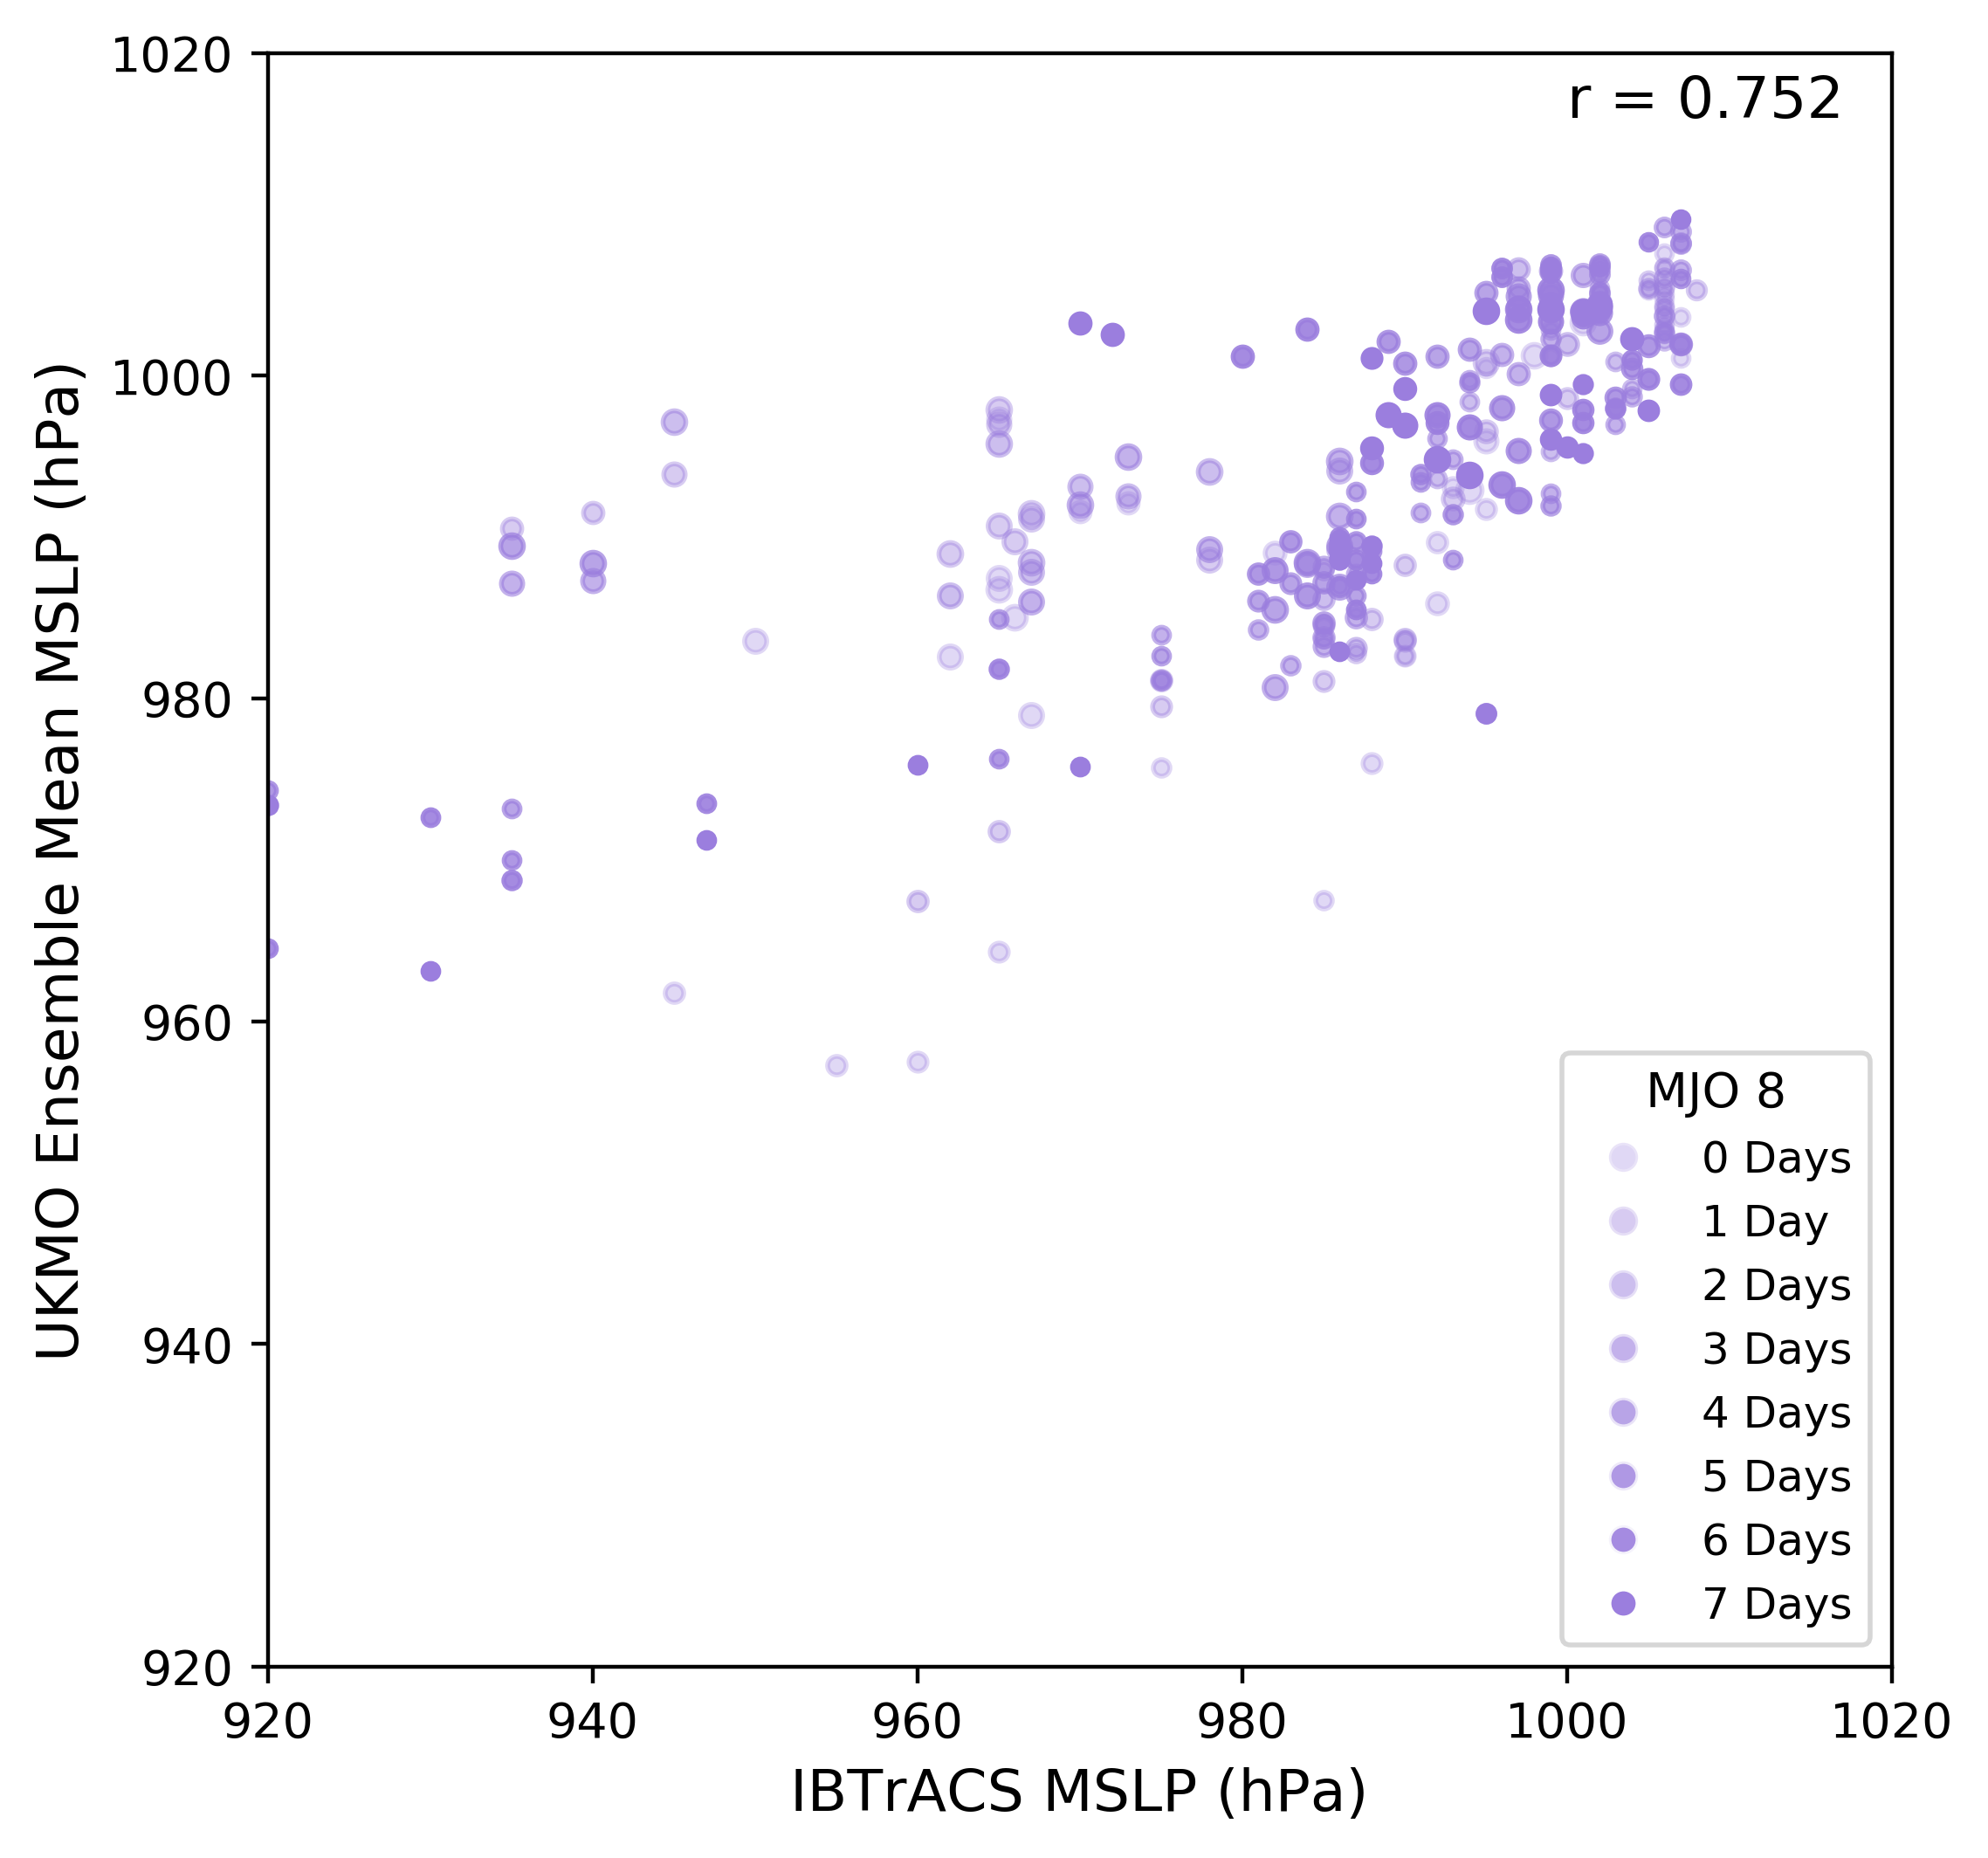 r = 0.752
UKMO Ensemble Mean MSLP (hPa)
1020
1000
980
960
940
920
MJO 8
0 Days
1 Day
2 Days
3 Days
4 Days
5 Days
6 Days
7 Days
920 940 960 980 1000 1020
IBTrACS MSLP (hPa)